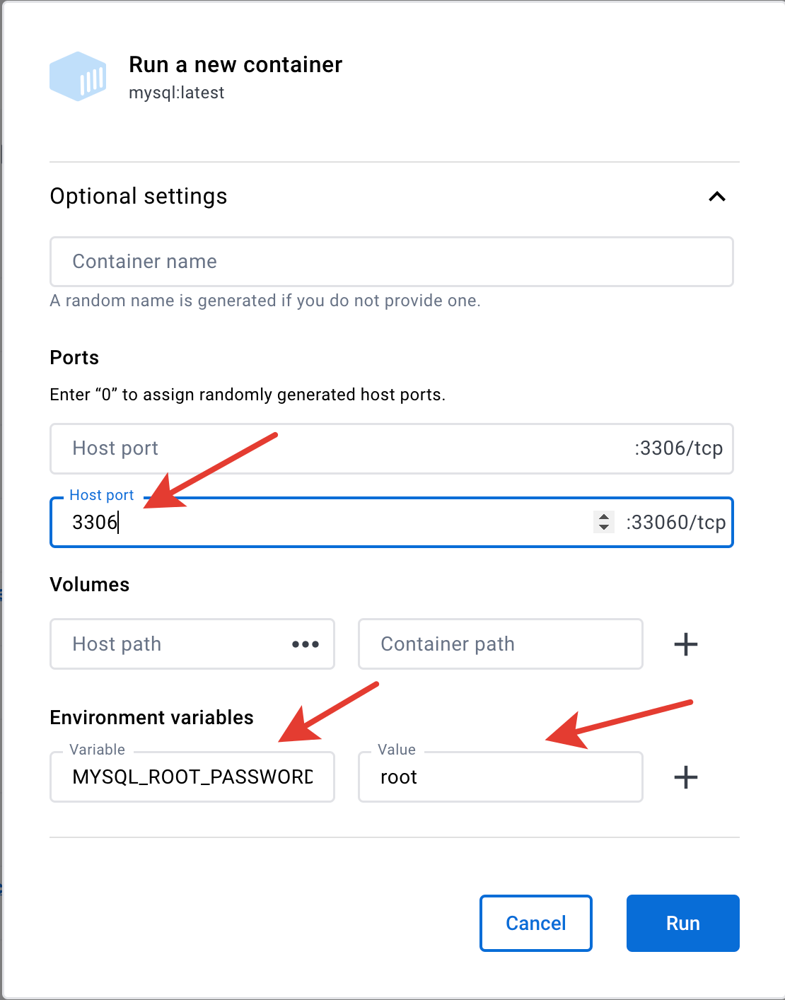 Run a new container
mysql:latest
Optional settings
Container name
A random name is generated if you do not provide one.
Ports
Enter “0” to assign randomly generated host ports.
Host port :3306/tcp
Host port
3306 :33060/tcp
Volumes
Host path Container path
Environment variables
Variable Value
MYSQL_ROOT_PASSWORD root
Cancel Run